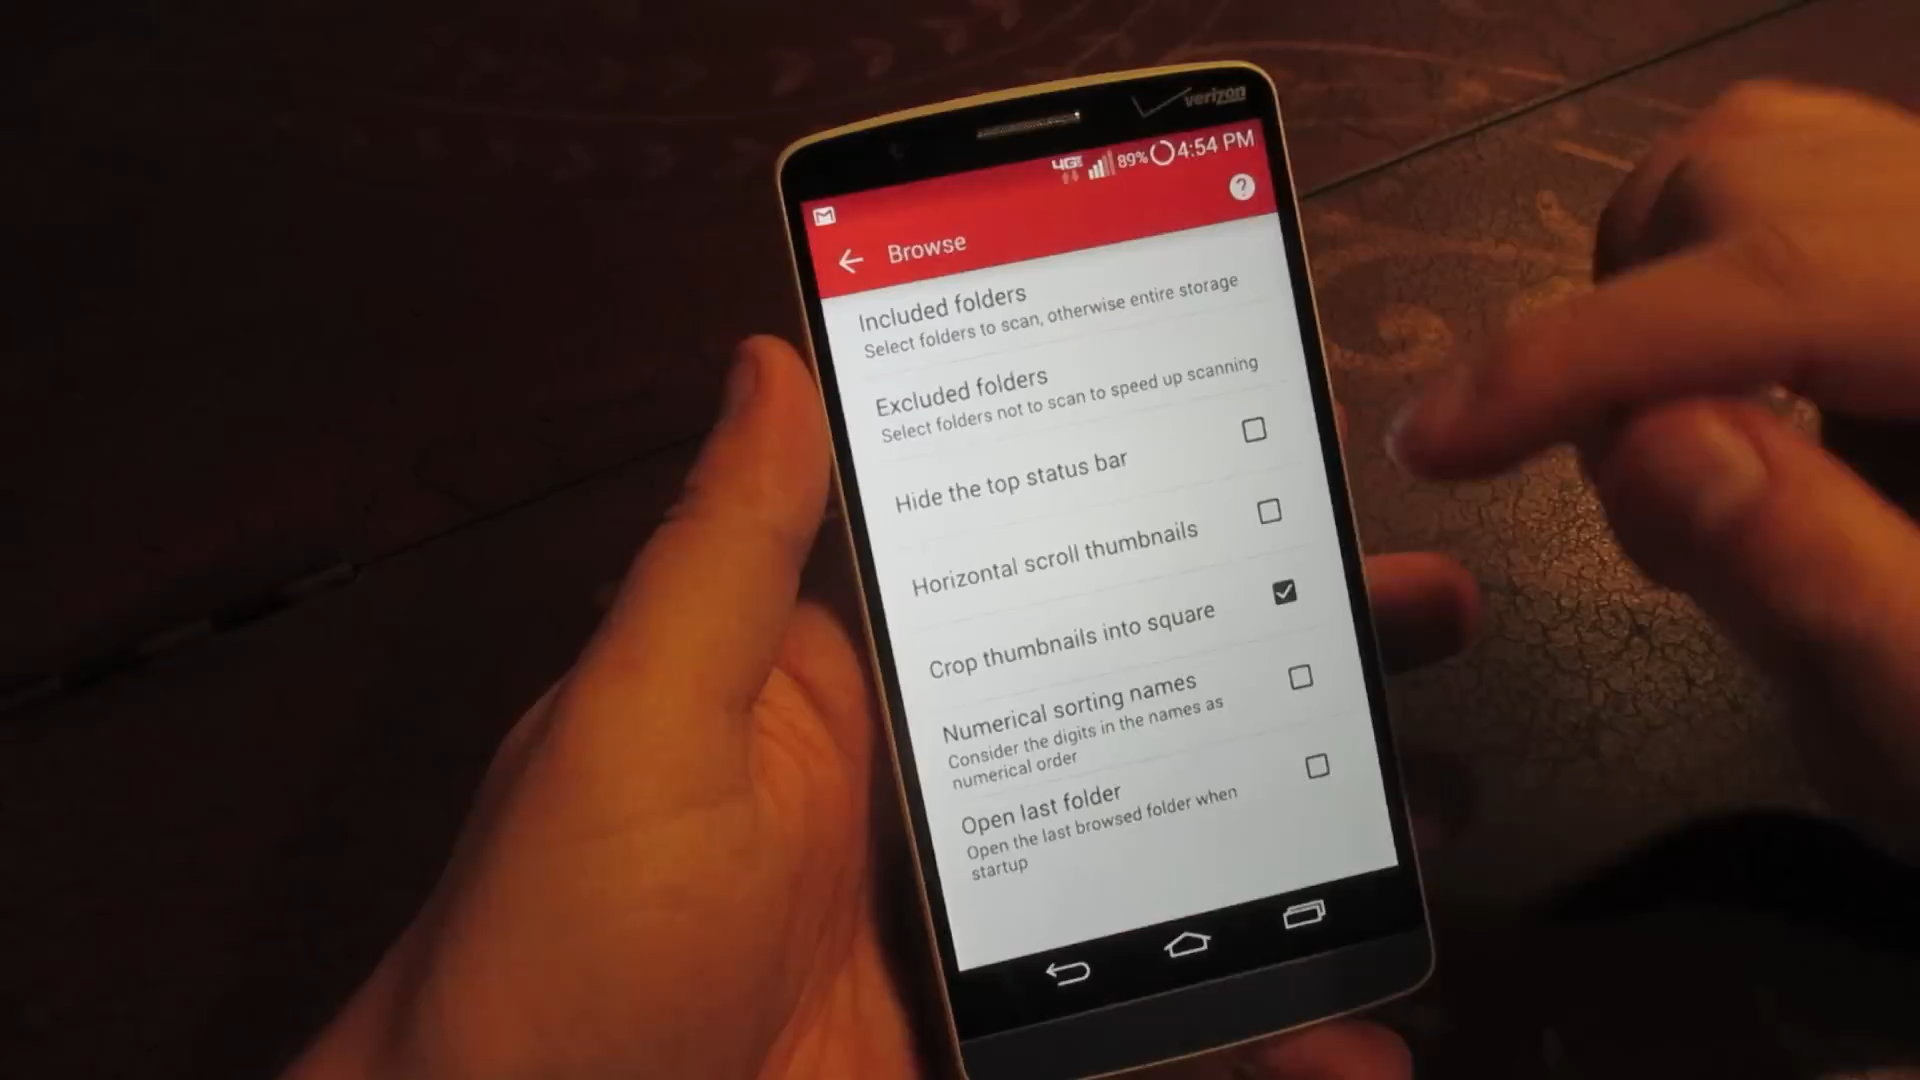 verizon
4G 89% 4:54 PM
Browse
?
Included folders
Select folders to scan, otherwise entire storage
Excluded folders
Select folders not to scan to speed up scanning
Hide the top status bar
Horizontal scroll thumbnails
Crop thumbnails into square
Numerical sorting names
Consider the digits in the names as
numerical order
Open last folder
Open the last browsed folder when
startup